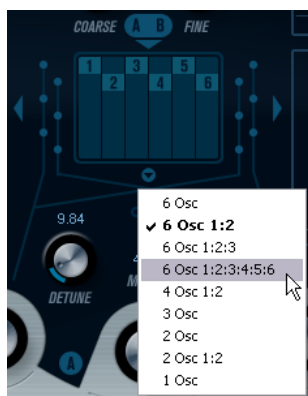 COARSE A B FINE
1 3 5
2 4 6
9.84
DETUNE
A
6 Osc
✓ 6 Osc 1:2
6 Osc 1:2:3
6 Osc 1:2:3:4:5:6
4 Osc 1:2
3 Osc
2 Osc
2 Osc 1:2
1 Osc